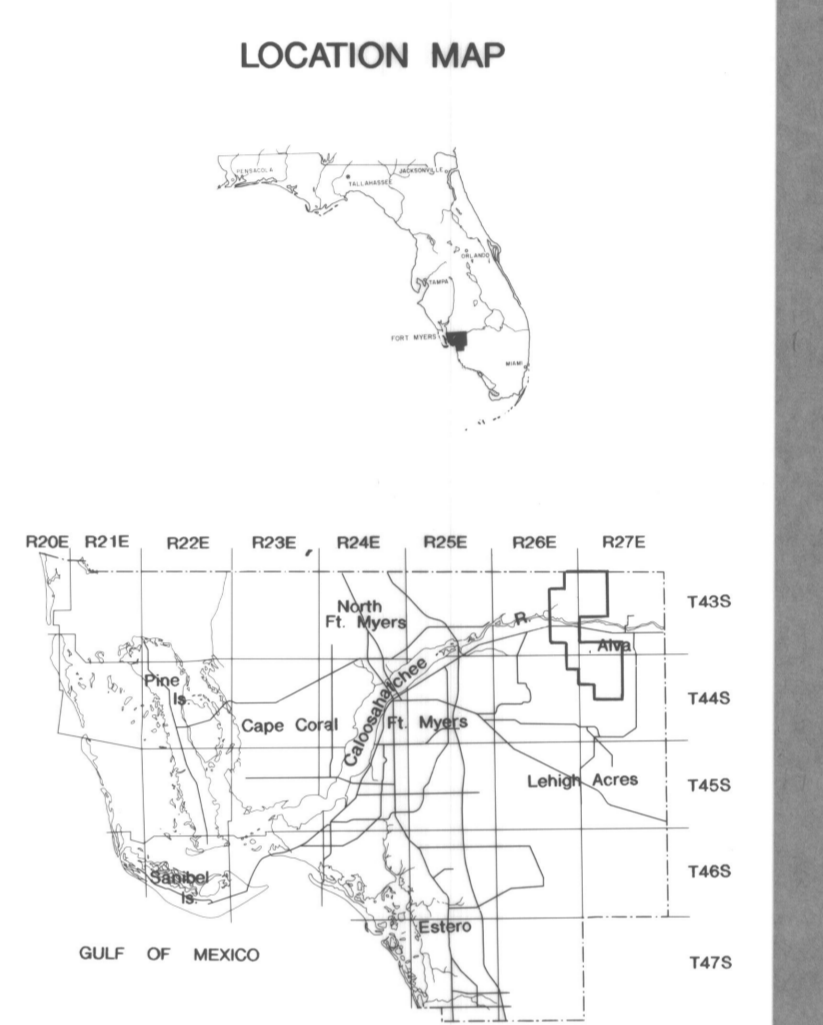 LOCATION MAP
PENSACOLA
TALLAHASSEE
JACKSONVILLE
ORLANDO
TAMPA
FORT MYERS
MIAMI
R20E R21E R22E R23E R24E R25E R26E R27E
T43S
North
Ft. Myers
R.
Alva
T44S
Pine
Is.
Cape Coral
Caloosahatchee
Ft. Myers
T45S
Lehigh Acres
T46S
Sanibel
Is.
Estero
GULF OF MEXICO
T47S